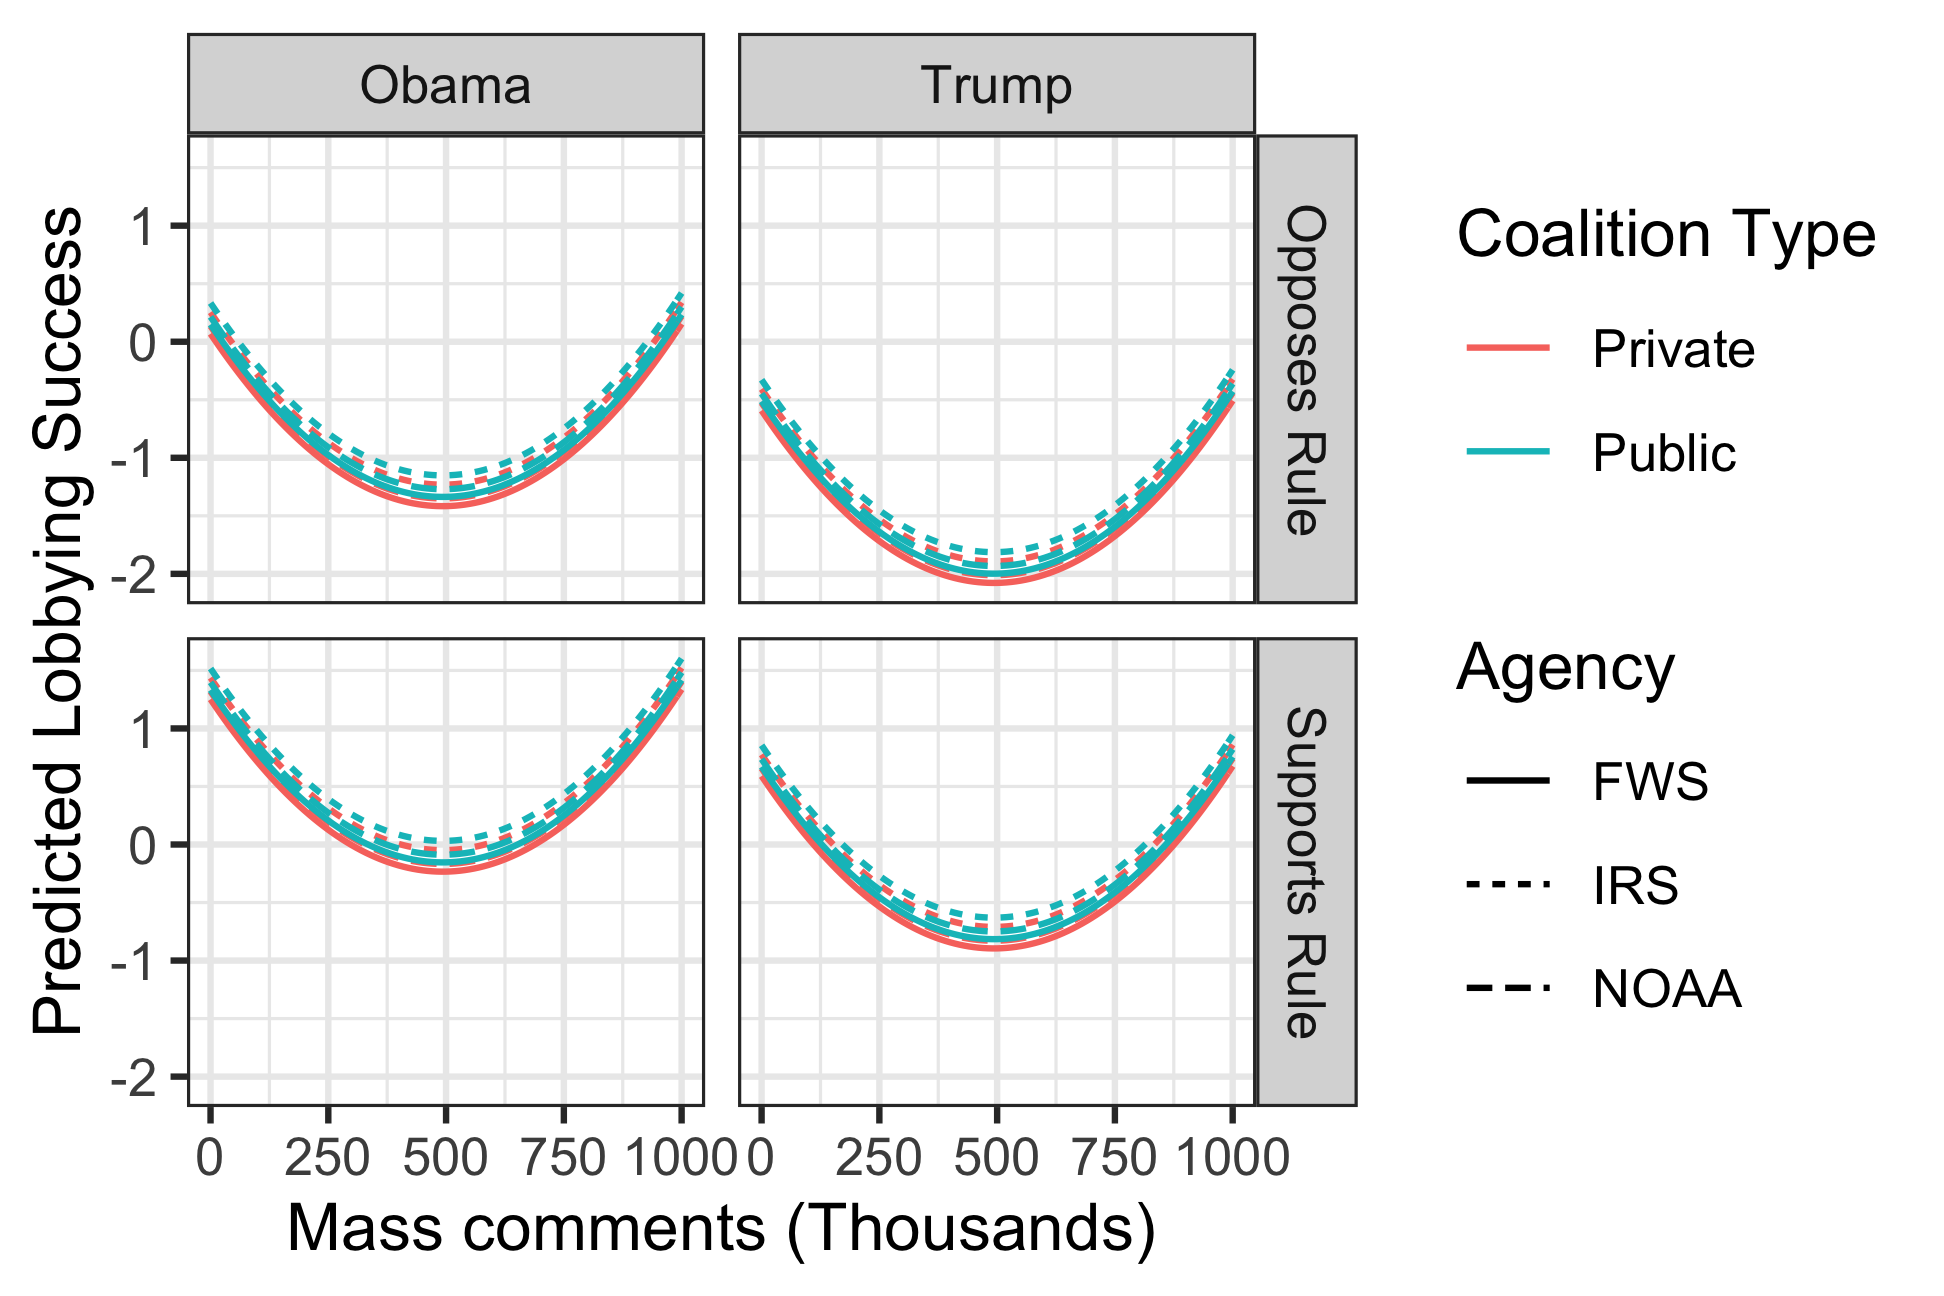 Obama
Trump
Predicted Lobbying Success
1
0
-1
-2
Opposes Rule
1
0
-1
-2
Supports Rule
0 250 500 750 1000
0 250 500 750 1000
Mass comments (Thousands)
Coalition Type
Private
Public
Agency
FWS
IRS
NOAA